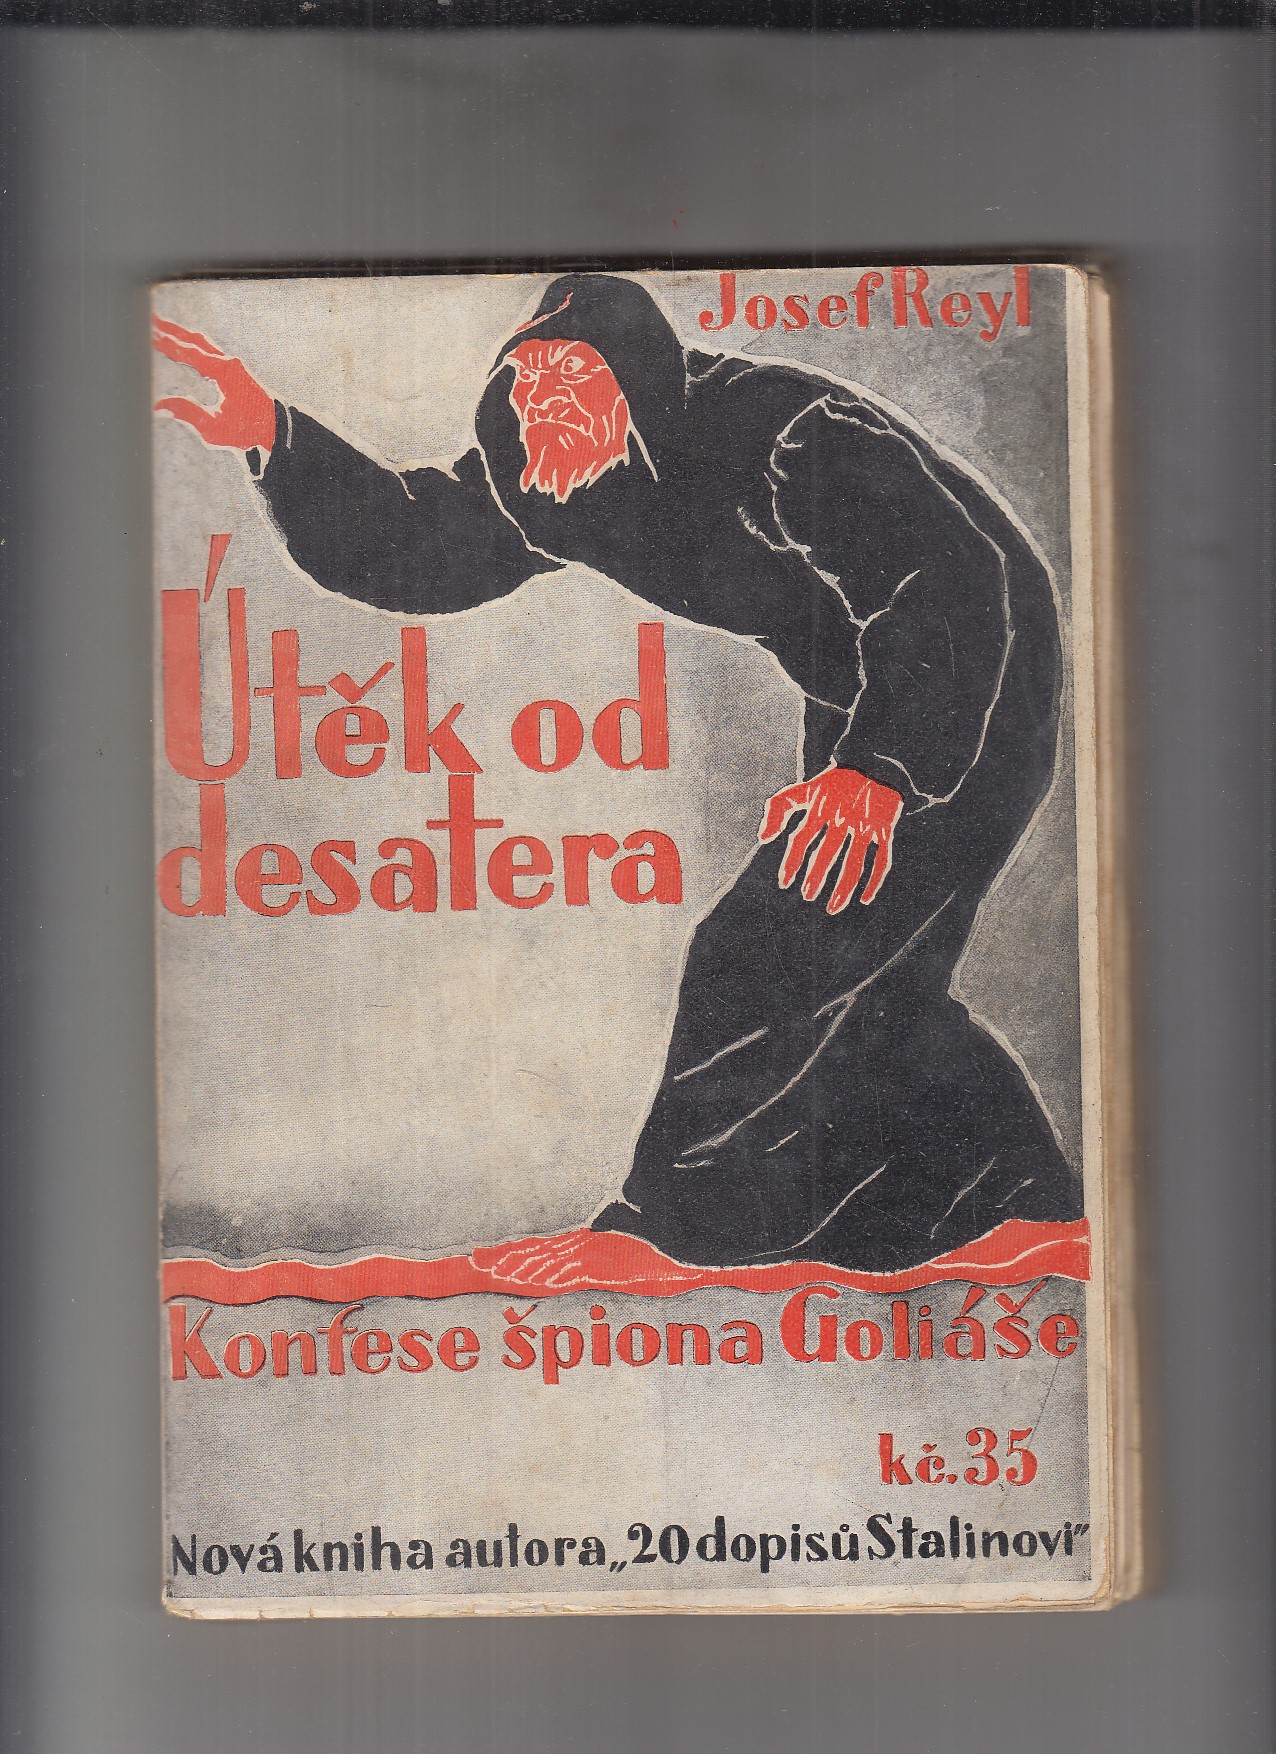 Josef Reyl
Útěk od
desatera
Konfese špiona Goliáše
kč.35
Nová kniha autora „20 dopisů Stalinovi"